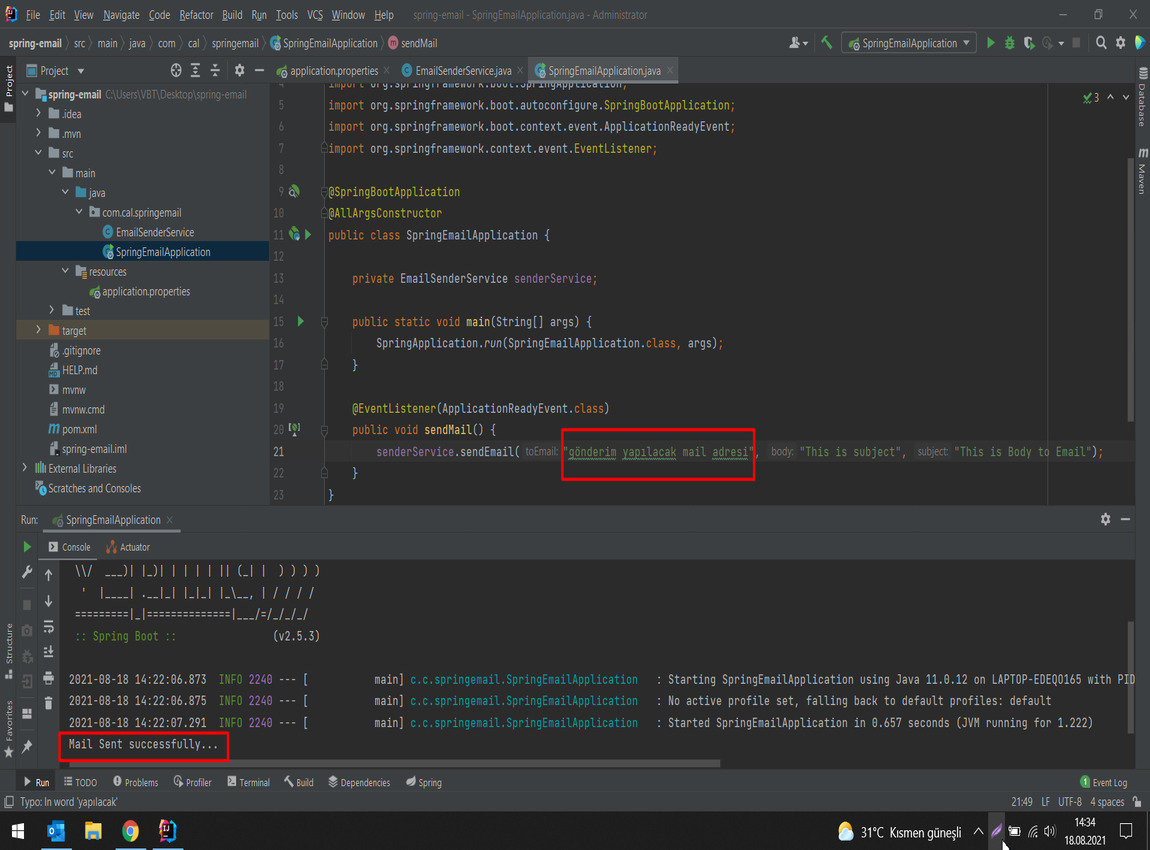 File Edit View Navigate Code Refactor Build Run Tools VCS Window Help spring-email - SpringEmailApplication.java - Administrator
spring-email src main java com cal springemail SpringEmailApplication sendMail SpringEmailApplication
Project application.properties EmailSenderService.java SpringEmailApplication.java
Project
spring-email C:\Users\VBT\Desktop\spring-email
.idea
.mvn
src
main
java
com.cal.springemail
EmailSenderService
SpringEmailApplication
resources
application.properties
test
target
.gitignore
HELP.md
mvnw
mvnw.cmd
pom.xml
spring-email.iml
External Libraries
Scratches and Consoles
4 import org.springframework.boot.SpringApplication;
5 import org.springframework.boot.autoconfigure.SpringBootApplication;
6 import org.springframework.boot.context.event.ApplicationReadyEvent;
7 import org.springframework.context.event.EventListener;
8
9 @SpringBootApplication
10 @AllArgsConstructor
11 public class SpringEmailApplication {
12
13 private EmailSenderService senderService;
14
15 public static void main(String[] args) {
16 SpringApplication.run(SpringEmailApplication.class, args);
17 }
18
19 @EventListener(ApplicationReadyEvent.class)
20 public void sendMail() {
21 senderService.sendEmail( toEmail: "gönderim yapılacak mail adresi", body: "This is subject", subject: "This is Body to Email");
22 }
23 }
3
Database
Maven
Run: SpringEmailApplication
Console Actuator
\\/ ___)| |_)| | | | | || (_| | ) ) ) )
' |____| .__|_| |_|_| |_\__, | / / / /
=========|_|==============|___/=/_/_/_/
:: Spring Boot :: (v2.5.3)
2021-08-18 14:22:06.873 INFO 2240 --- [ main] c.c.springemail.SpringEmailApplication : Starting SpringEmailApplication using Java 11.0.12 on LAPTOP-EDEQO165 with PID
2021-08-18 14:22:06.875 INFO 2240 --- [ main] c.c.springemail.SpringEmailApplication : No active profile set, falling back to default profiles: default
2021-08-18 14:22:07.291 INFO 2240 --- [ main] c.c.springemail.SpringEmailApplication : Started SpringEmailApplication in 0.657 seconds (JVM running for 1.222)
Mail Sent successfully...
Structure
Favorites
Run TODO Problems Profiler Terminal Build Dependencies Spring 1 Event Log
Typo: In word 'yapılacak' 21:49 LF UTF-8 4 spaces
31°C Kısmen güneşli
14:34
18.08.2021